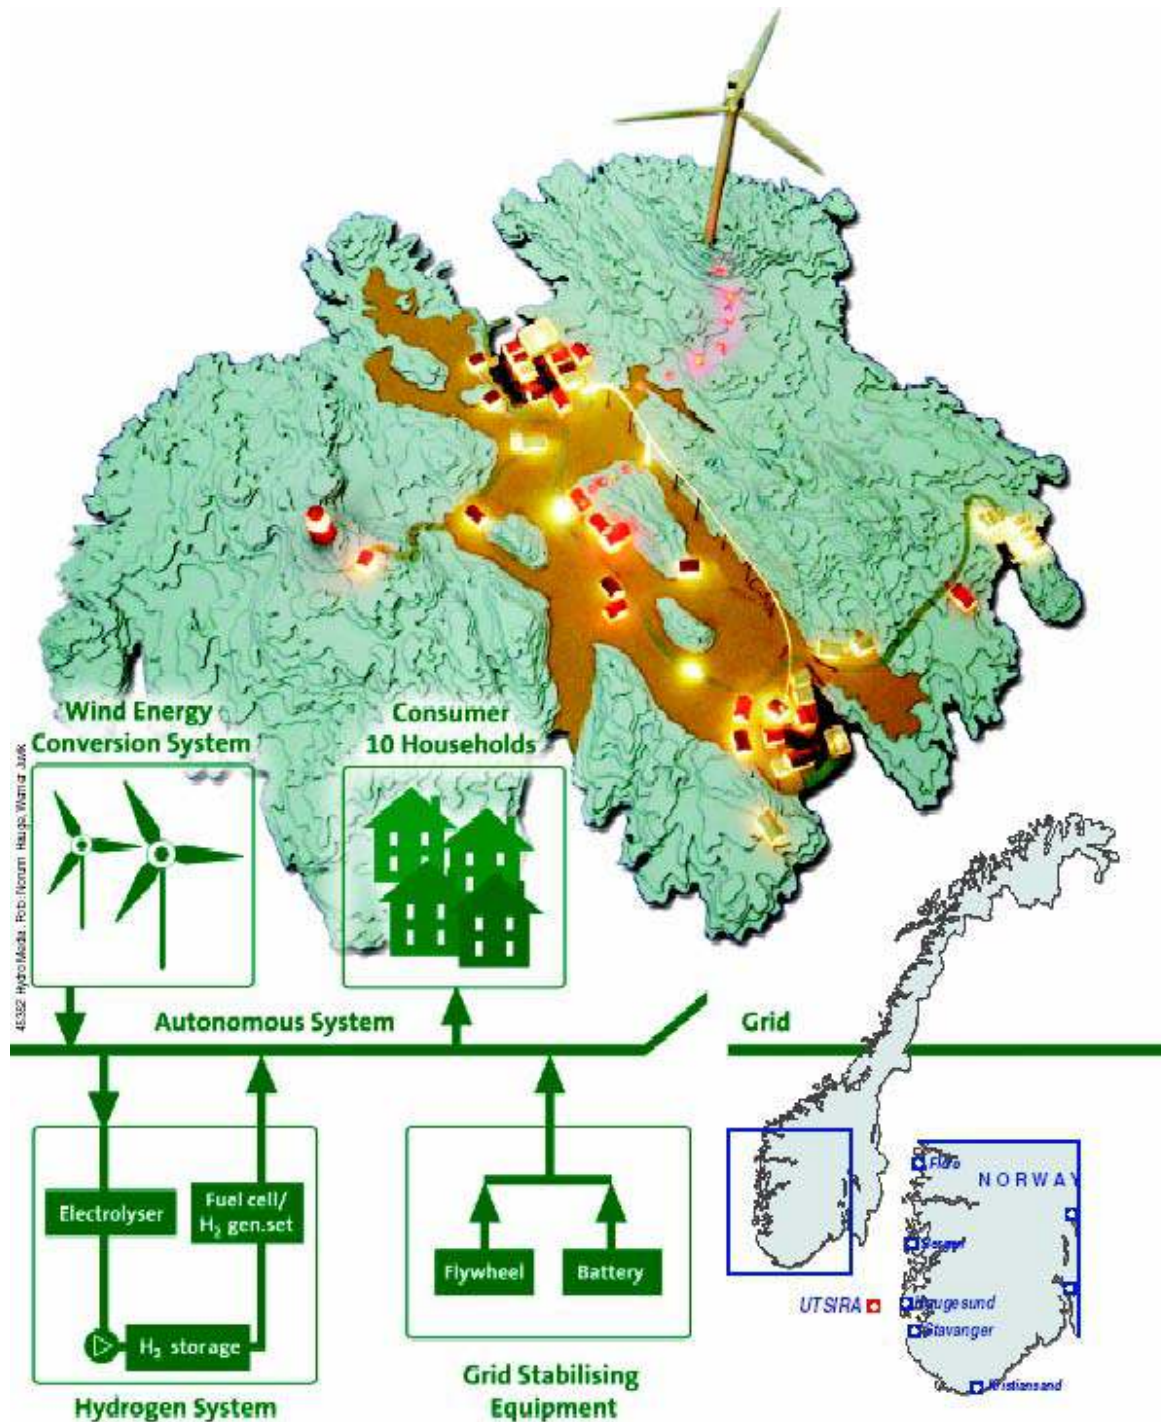 Wind Energy
Conversion System
Consumer
10 Households
Autonomous System
Grid
Electrolyser
Fuel cell/
H₂ gen.set
H₂ storage
Hydrogen System
Flywheel
Battery
Grid Stabilising
Equipment
NORWAY
UTSIRA
Haugesund
Stavanger
Kristiansand